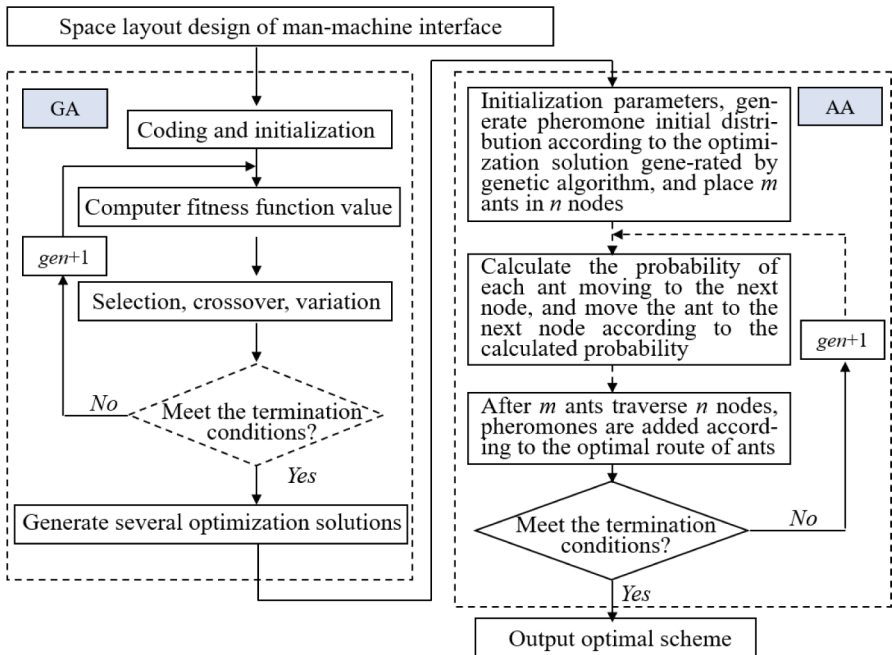 Space layout design of man-machine interface
GA
Coding and initialization
Computer fitness function value
gen+1
Selection, crossover, variation
No
Meet the termination
conditions?
Yes
Generate several optimization solutions
AA
Initialization parameters, gen-
erate pheromone initial distri-
bution according to the optimi-
zation solution gene-rated by
genetic algorithm, and place m
ants in n nodes
Calculate the probability of
each ant moving to the next
node, and move the ant to the
next node according to the
calculated probability
gen+1
After m ants traverse n nodes,
pheromones are added accord-
ing to the optimal route of ants
Meet the termination
conditions?
No
Yes
Output optimal scheme